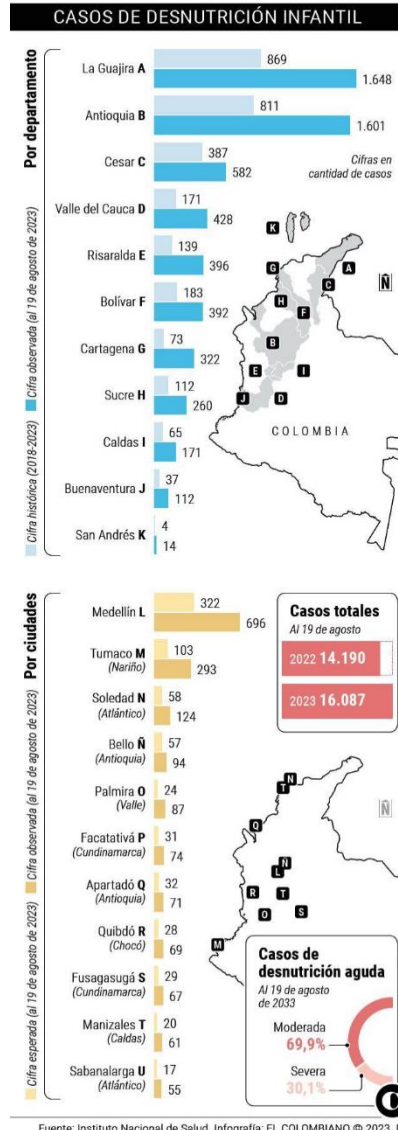 CASOS DE DESNUTRICIÓN INFANTIL
Por departamento
Cifra histórica (2018-2023)
Cifra observada (al 19 de agosto de 2023)
La Guajira A
869
1.648
Antioquia B
811
1.601
Cesar C
387
582
Cifras en
cantidad de casos
Valle del Cauca D
171
428
Risaralda E
139
396
Bolívar F
183
392
Cartagena G
73
322
Sucre H
112
260
Caldas I
65
171
Buenaventura J
37
112
San Andrés K
4
14
K
G
A
C
H
F
B
E
I
J
D
Ñ
COLOMBIA
Por ciudades
Cifra esperada (al 19 de agosto de 2023)
Cifra observada (al 19 de agosto de 2023)
Medellín L
322
696
Tumaco M
(Nariño)
103
293
Soledad N
(Atlántico)
58
124
Bello Ñ
(Antioquia)
57
94
Palmira O
(Valle)
24
87
Facatativá P
(Cundinamarca)
31
74
Apartadó Q
(Antioquia)
32
71
Quibdó R
(Chocó)
28
69
Fusagasugá S
(Cundinamarca)
29
67
Manizales T
(Caldas)
20
61
Sabanalarga U
(Atlántico)
17
55
Casos totales
Al 19 de agosto
2022 14.190
2023 16.087
N
T
Q
Ñ
L
R
T
O
S
M
Ñ
Casos de
desnutrición aguda
Al 19 de agosto
de 2033
Moderada
69,9%
Severa
30,1%
C
Fuente: Instituto Nacional de Salud. Infografía: EL COLOMBIANO © 2023.